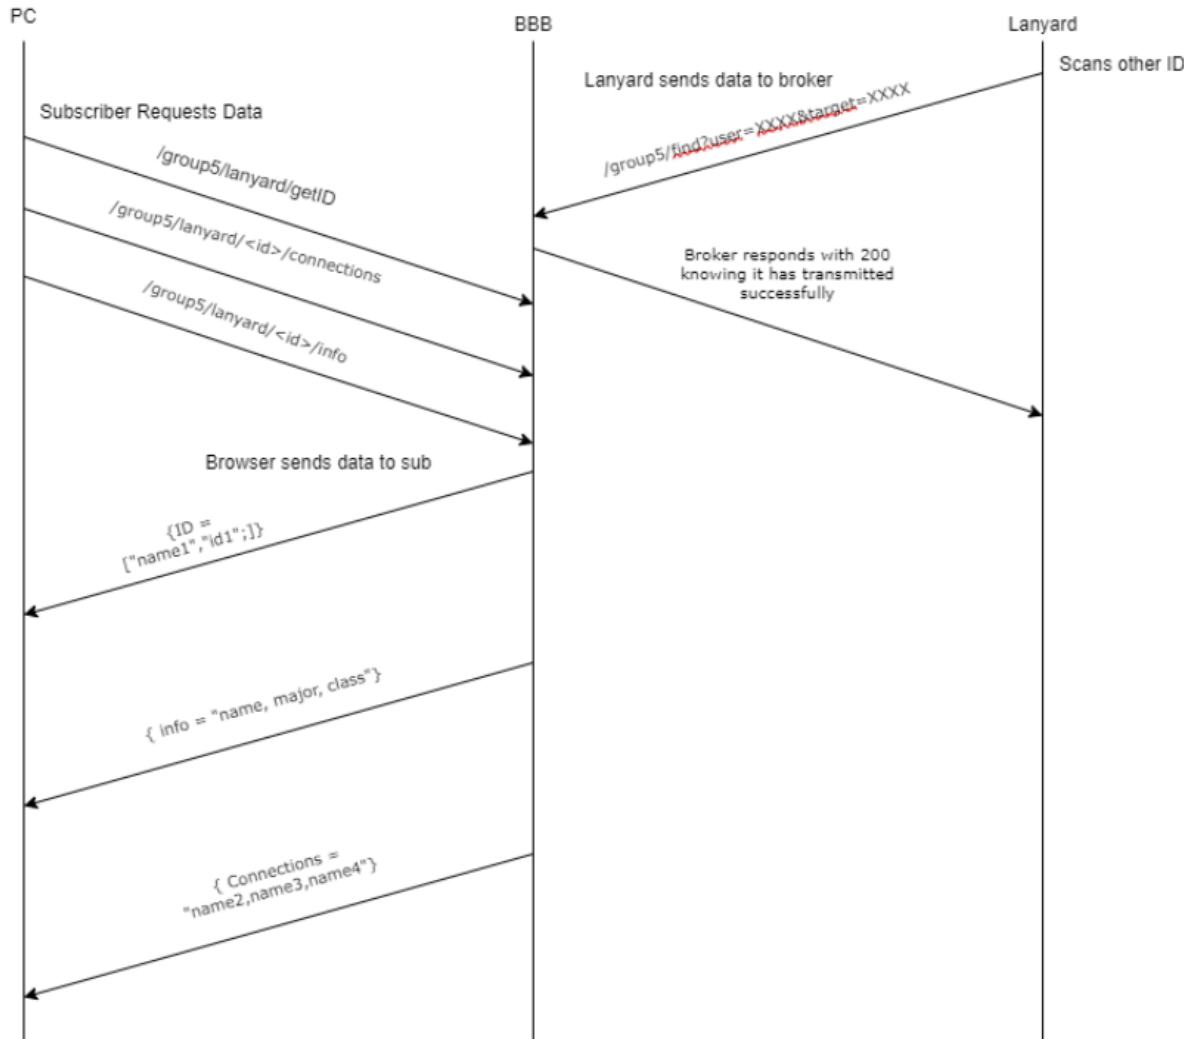 PC
BBB
Lanyard
Scans other ID
Lanyard sends data to broker
/group5/find?user=XXXX&target=XXXX
Subscriber Requests Data
/group5/lanyard/getID
/group5/lanyard/<id>/connections
/group5/lanyard/<id>/info
Broker responds with 200
knowing it has transmitted
successfully
Browser sends data to sub
{ID =
["name1","id1";]}
{ info = "name, major, class"}
{ Connections =
"name2,name3,name4"}